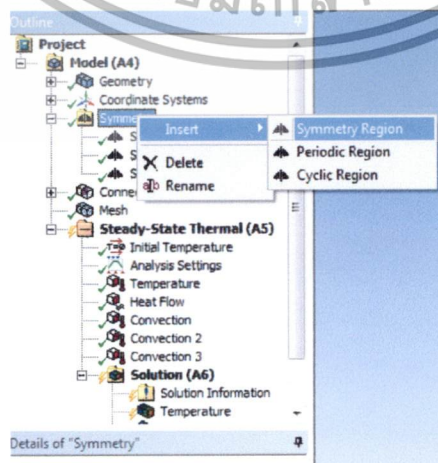 Outline
Project
Model (A4)
Geometry
Coordinate Systems
Symme
Insert
Symmetry Region
S
Periodic Region
S
Delete
Cyclic Region
S
Rename
Conne
Mesh
Steady-State Thermal (A5)
Initial Temperature
Analysis Settings
Temperature
Heat Flow
Convection
Convection 2
Convection 3
Solution (A6)
Solution Information
Temperature
Details of "Symmetry"